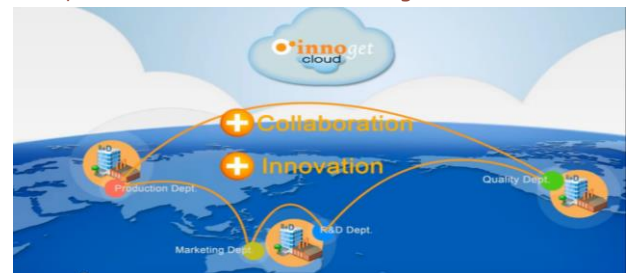 innoget
cloud
Collaboration
Innovation
Production Dept.
Quality Dept.
R&D Dept.
Marketing Dept.